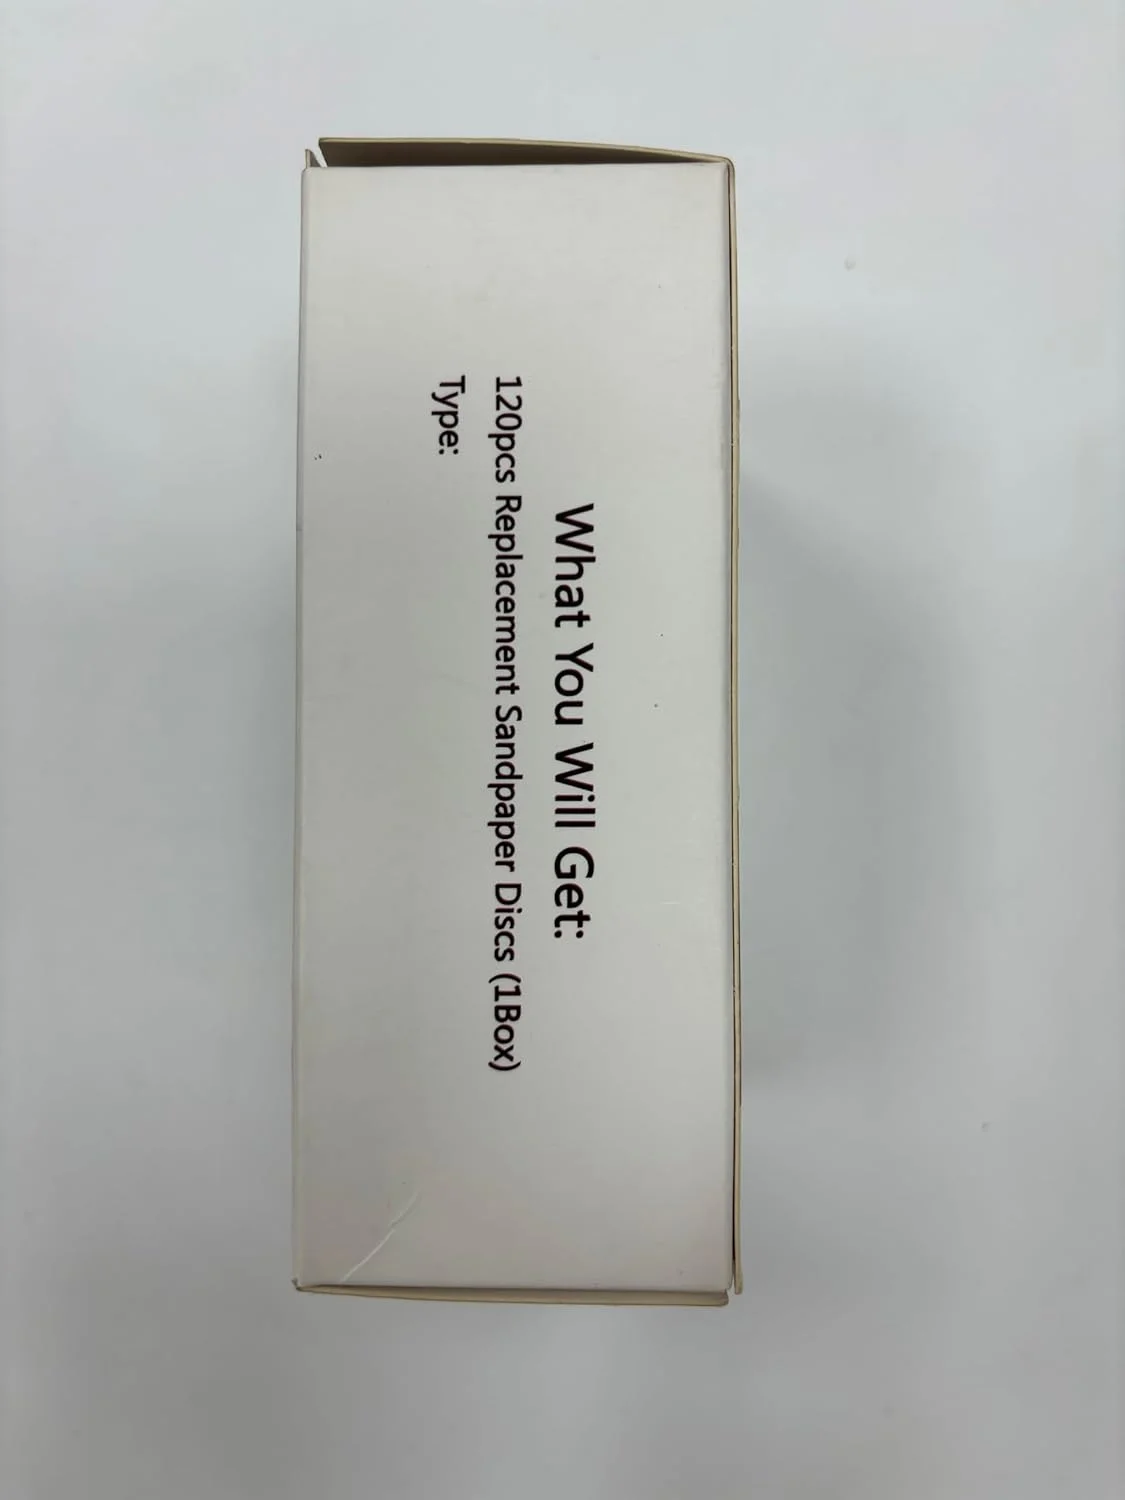 What You Will Get:
120pcs Replacement Sandpaper Discs (1Box)
Type: